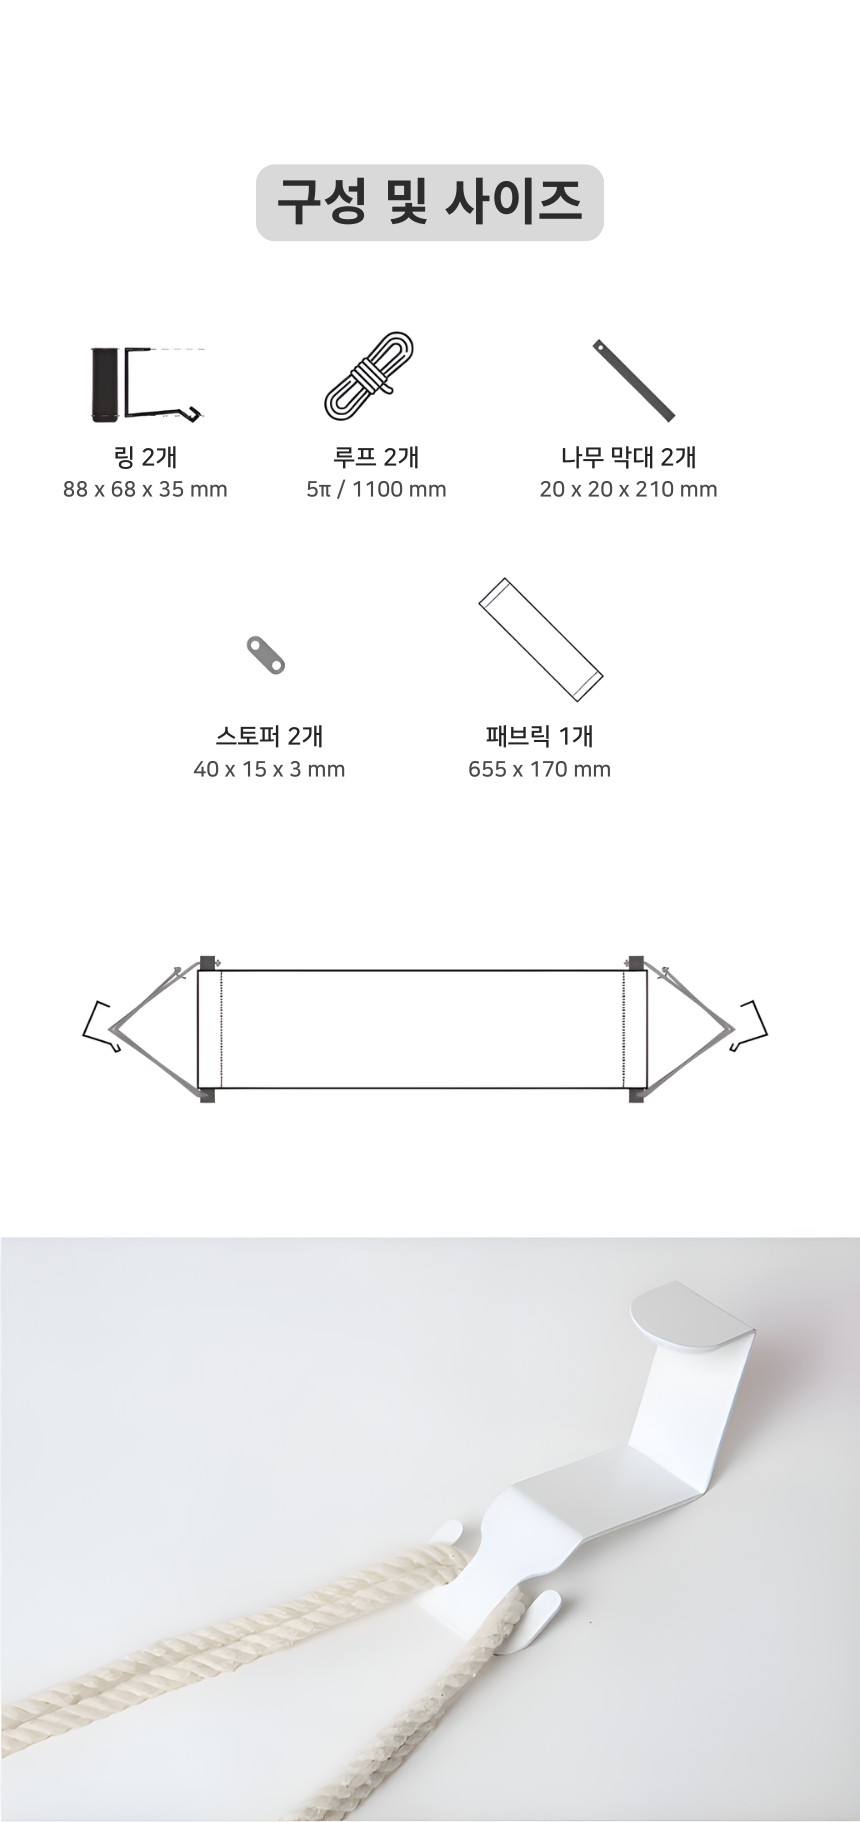 구성 및 사이즈
링 2개
88 x 68 x 35 mm
루프 2개
5π / 1100 mm
나무 막대 2개
20 x 20 x 210 mm
스토퍼 2개
40 x 15 x 3 mm
패브릭 1개
655 x 170 mm